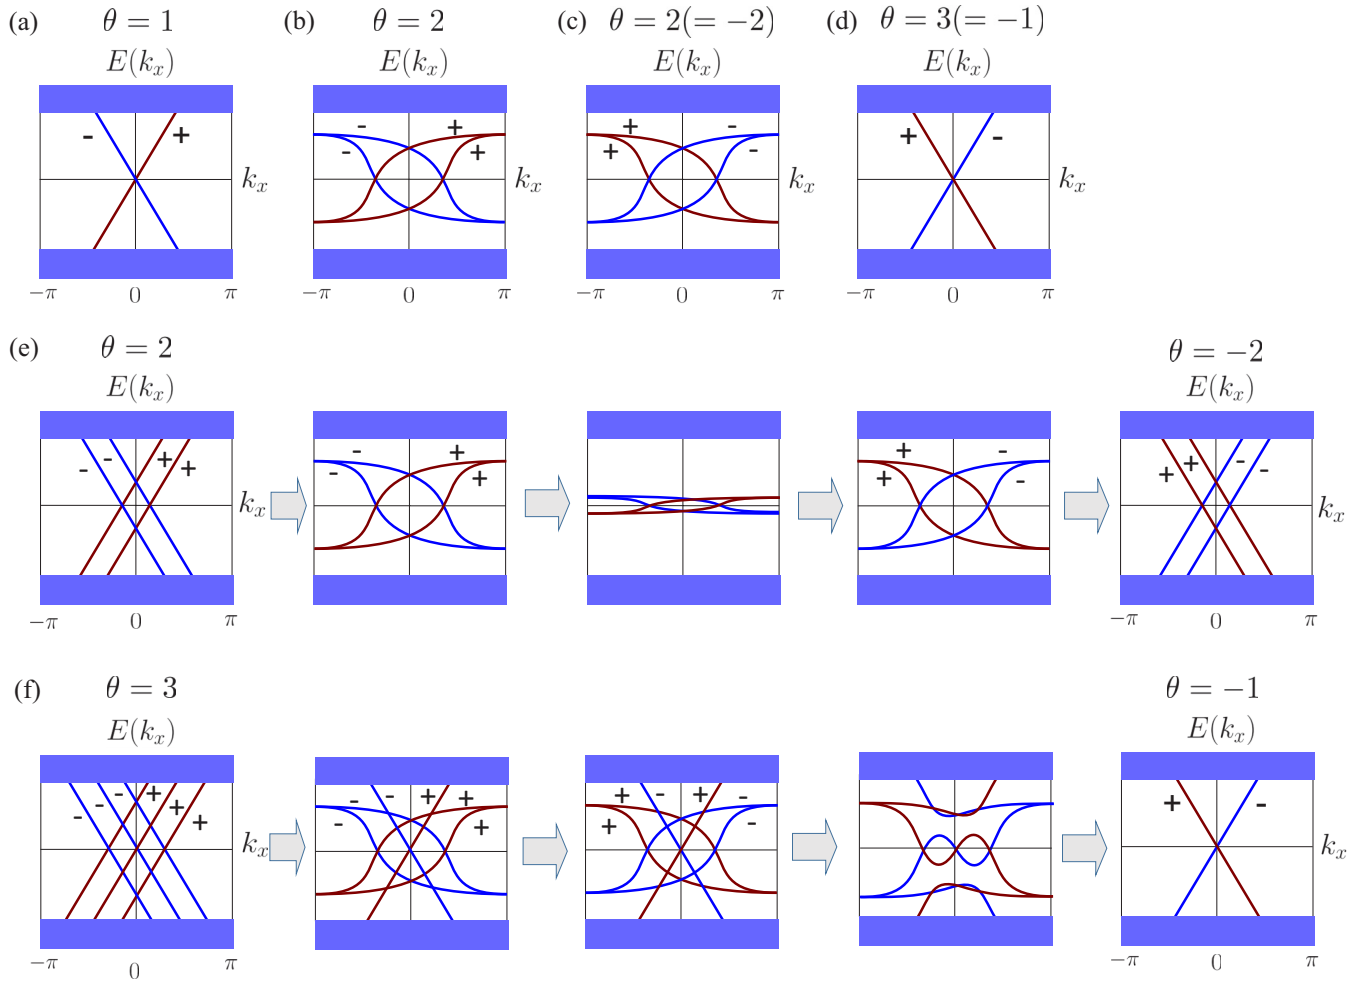 (a) θ = 1
E(kₓ)
- +
kₓ
−π 0 π
(b) θ = 2
E(kₓ)
- +
- +
kₓ
−π 0 π
(c) θ = 2(= −2)
E(kₓ)
+ -
+ -
kₓ
−π 0 π
(d) θ = 3(= −1)
E(kₓ)
+ -
−π 0 π
(e) θ = 2
E(kₓ)
- - + +
kₓ
−π 0 π
- +
- +
+ -
+ -
θ = −2
E(kₓ)
+ + - -
kₓ
−π 0 π
(f) θ = 3
E(kₓ)
- - - + + +
kₓ
−π 0 π
- - + +
- +
+ - + -
+ -
θ = −1
E(kₓ)
+ -
kₓ
−π 0 π